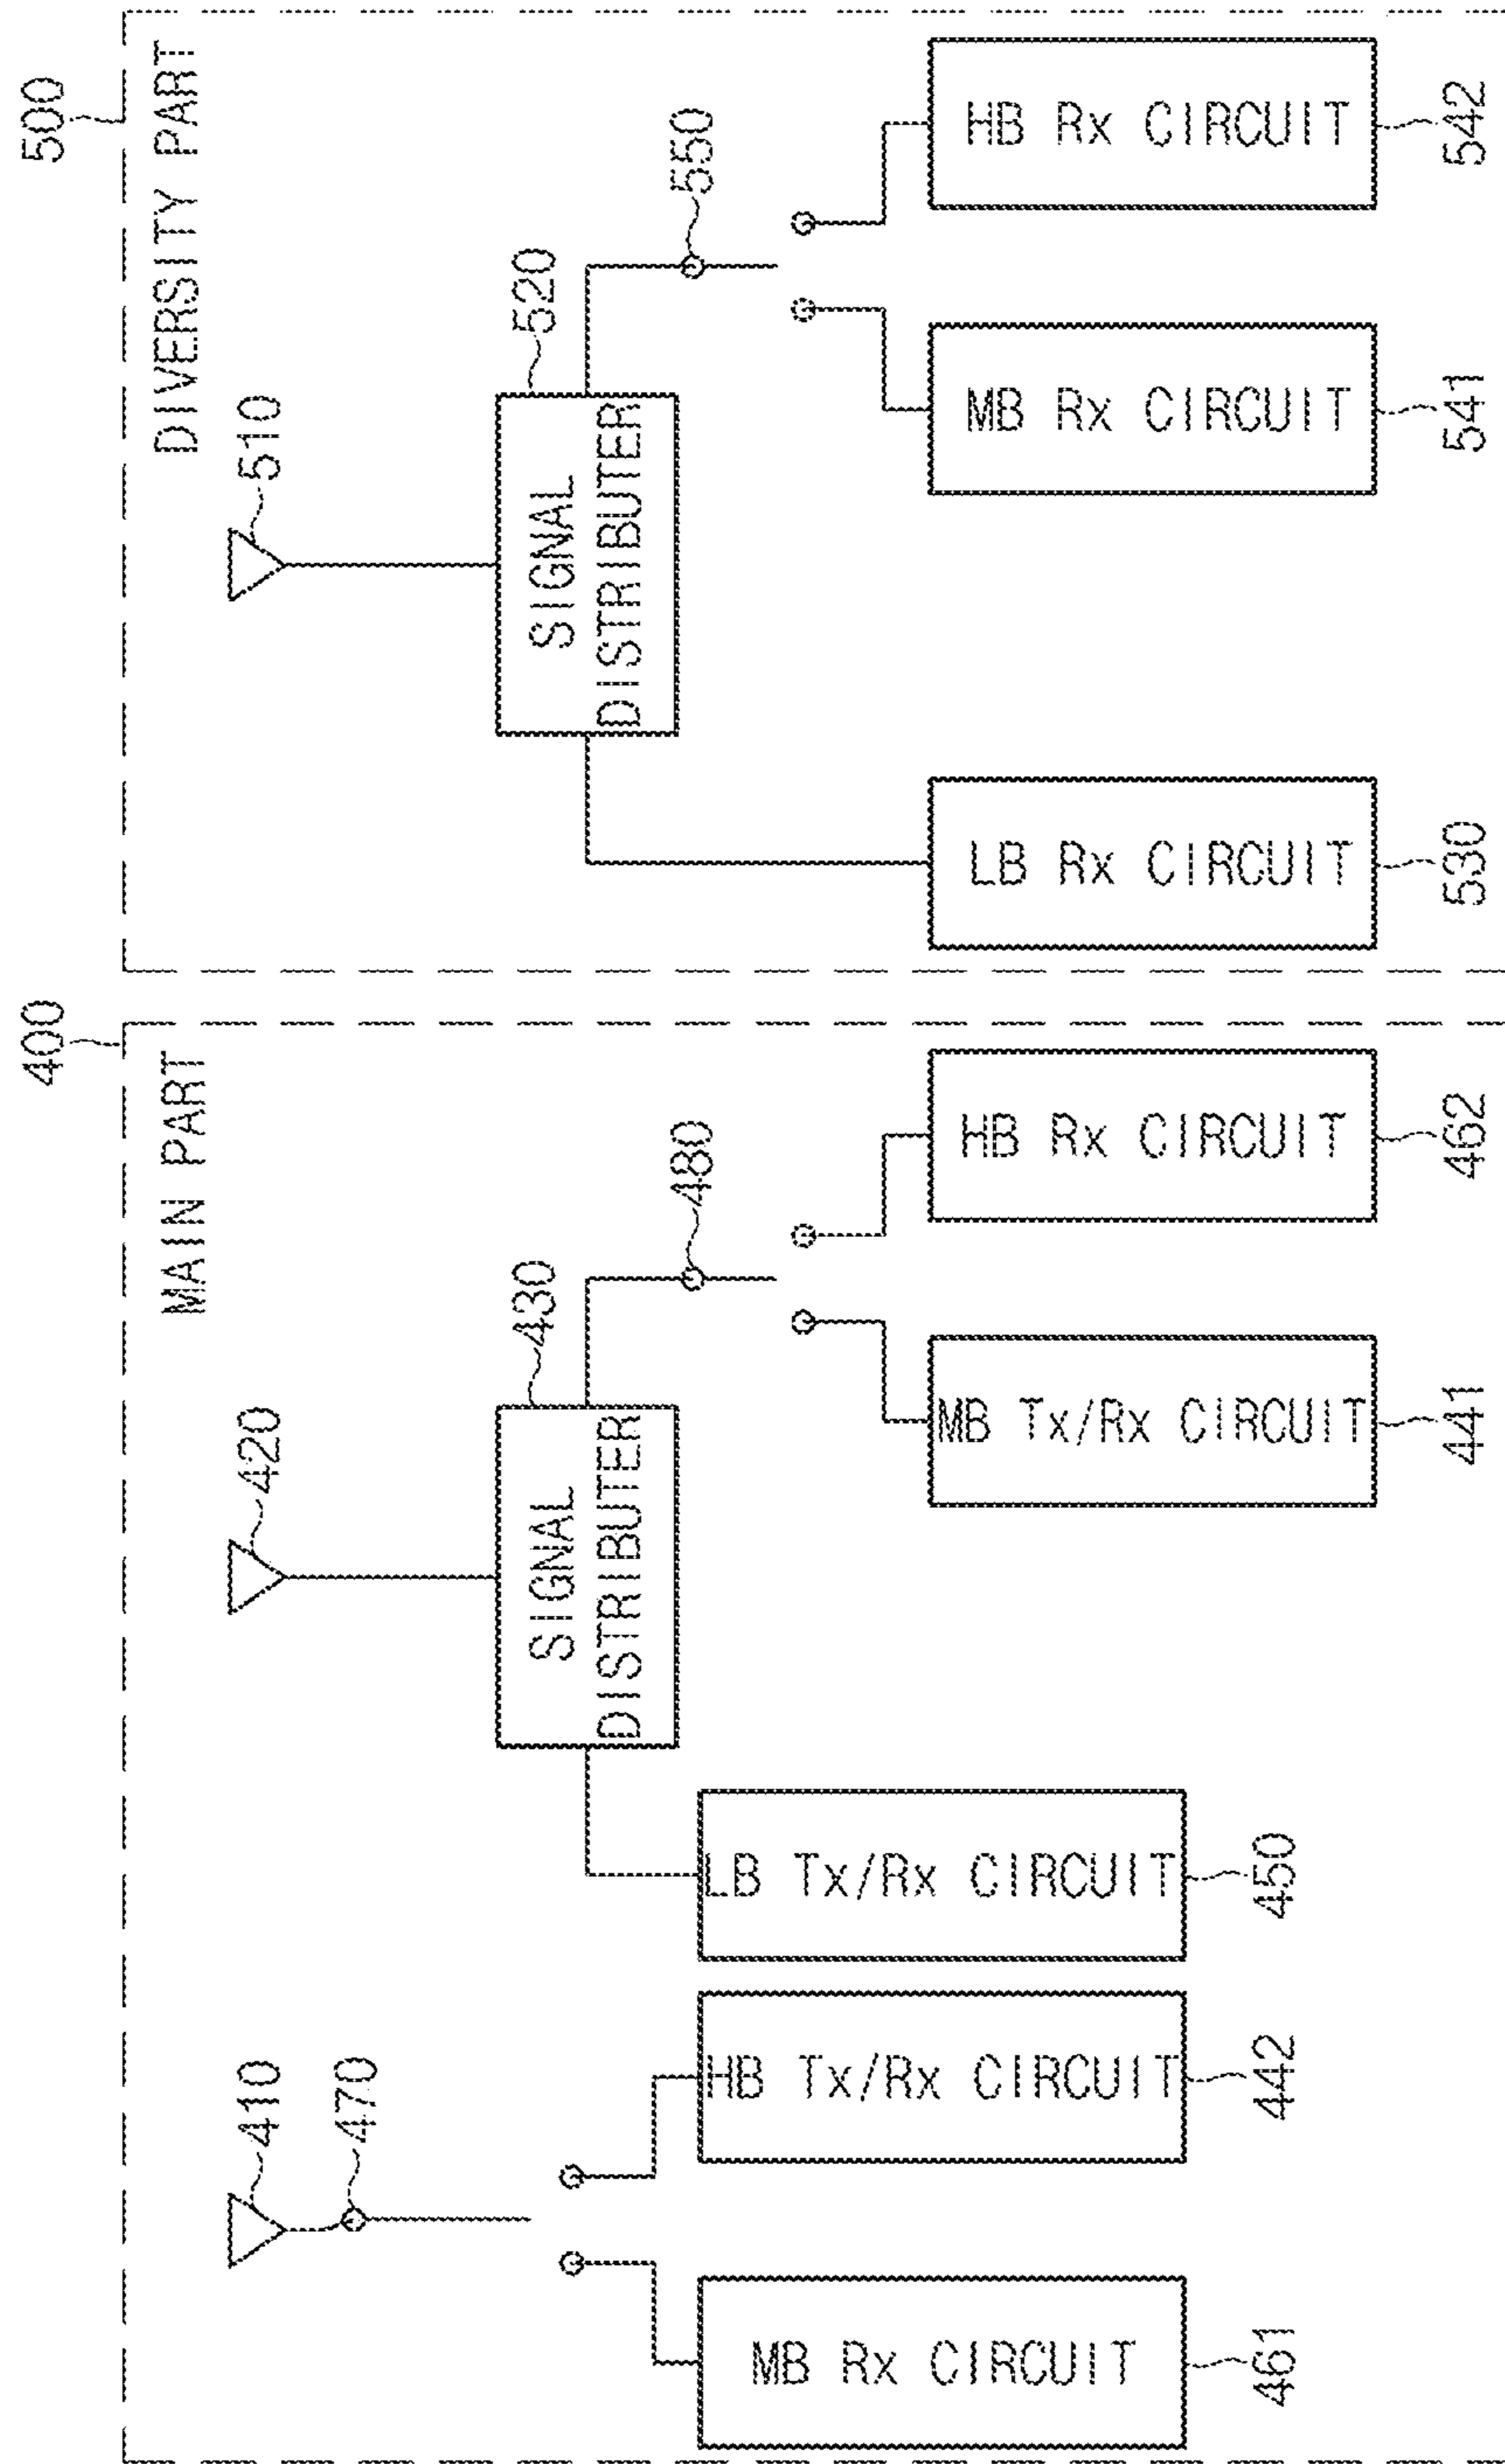 400
MAIN PART
410
470
420
430
SIGNAL
DISTRIBUTER
480
MB Rx CIRCUIT
461
HB Tx/Rx CIRCUIT
442
LB Tx/Rx CIRCUIT
450
MB Tx/Rx CIRCUIT
441
HB Rx CIRCUIT
462
500
DIVERSITY PART
510
520
SIGNAL
DISTRIBUTER
550
LB Rx CIRCUIT
530
MB Rx CIRCUIT
541
HB Rx CIRCUIT
542